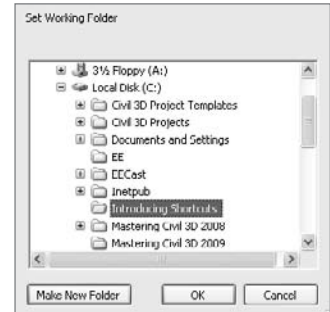 Set Working Folder
3½ Floppy (A:)
Local Disk (C:)
Civil 3D Project Templates
Civil 3D Projects
Documents and Settings
EE
EECast
Inetpub
Introducing Shortcuts
Mastering Civil 3D 2008
Mastering Civil 3D 2009
Make New Folder OK Cancel